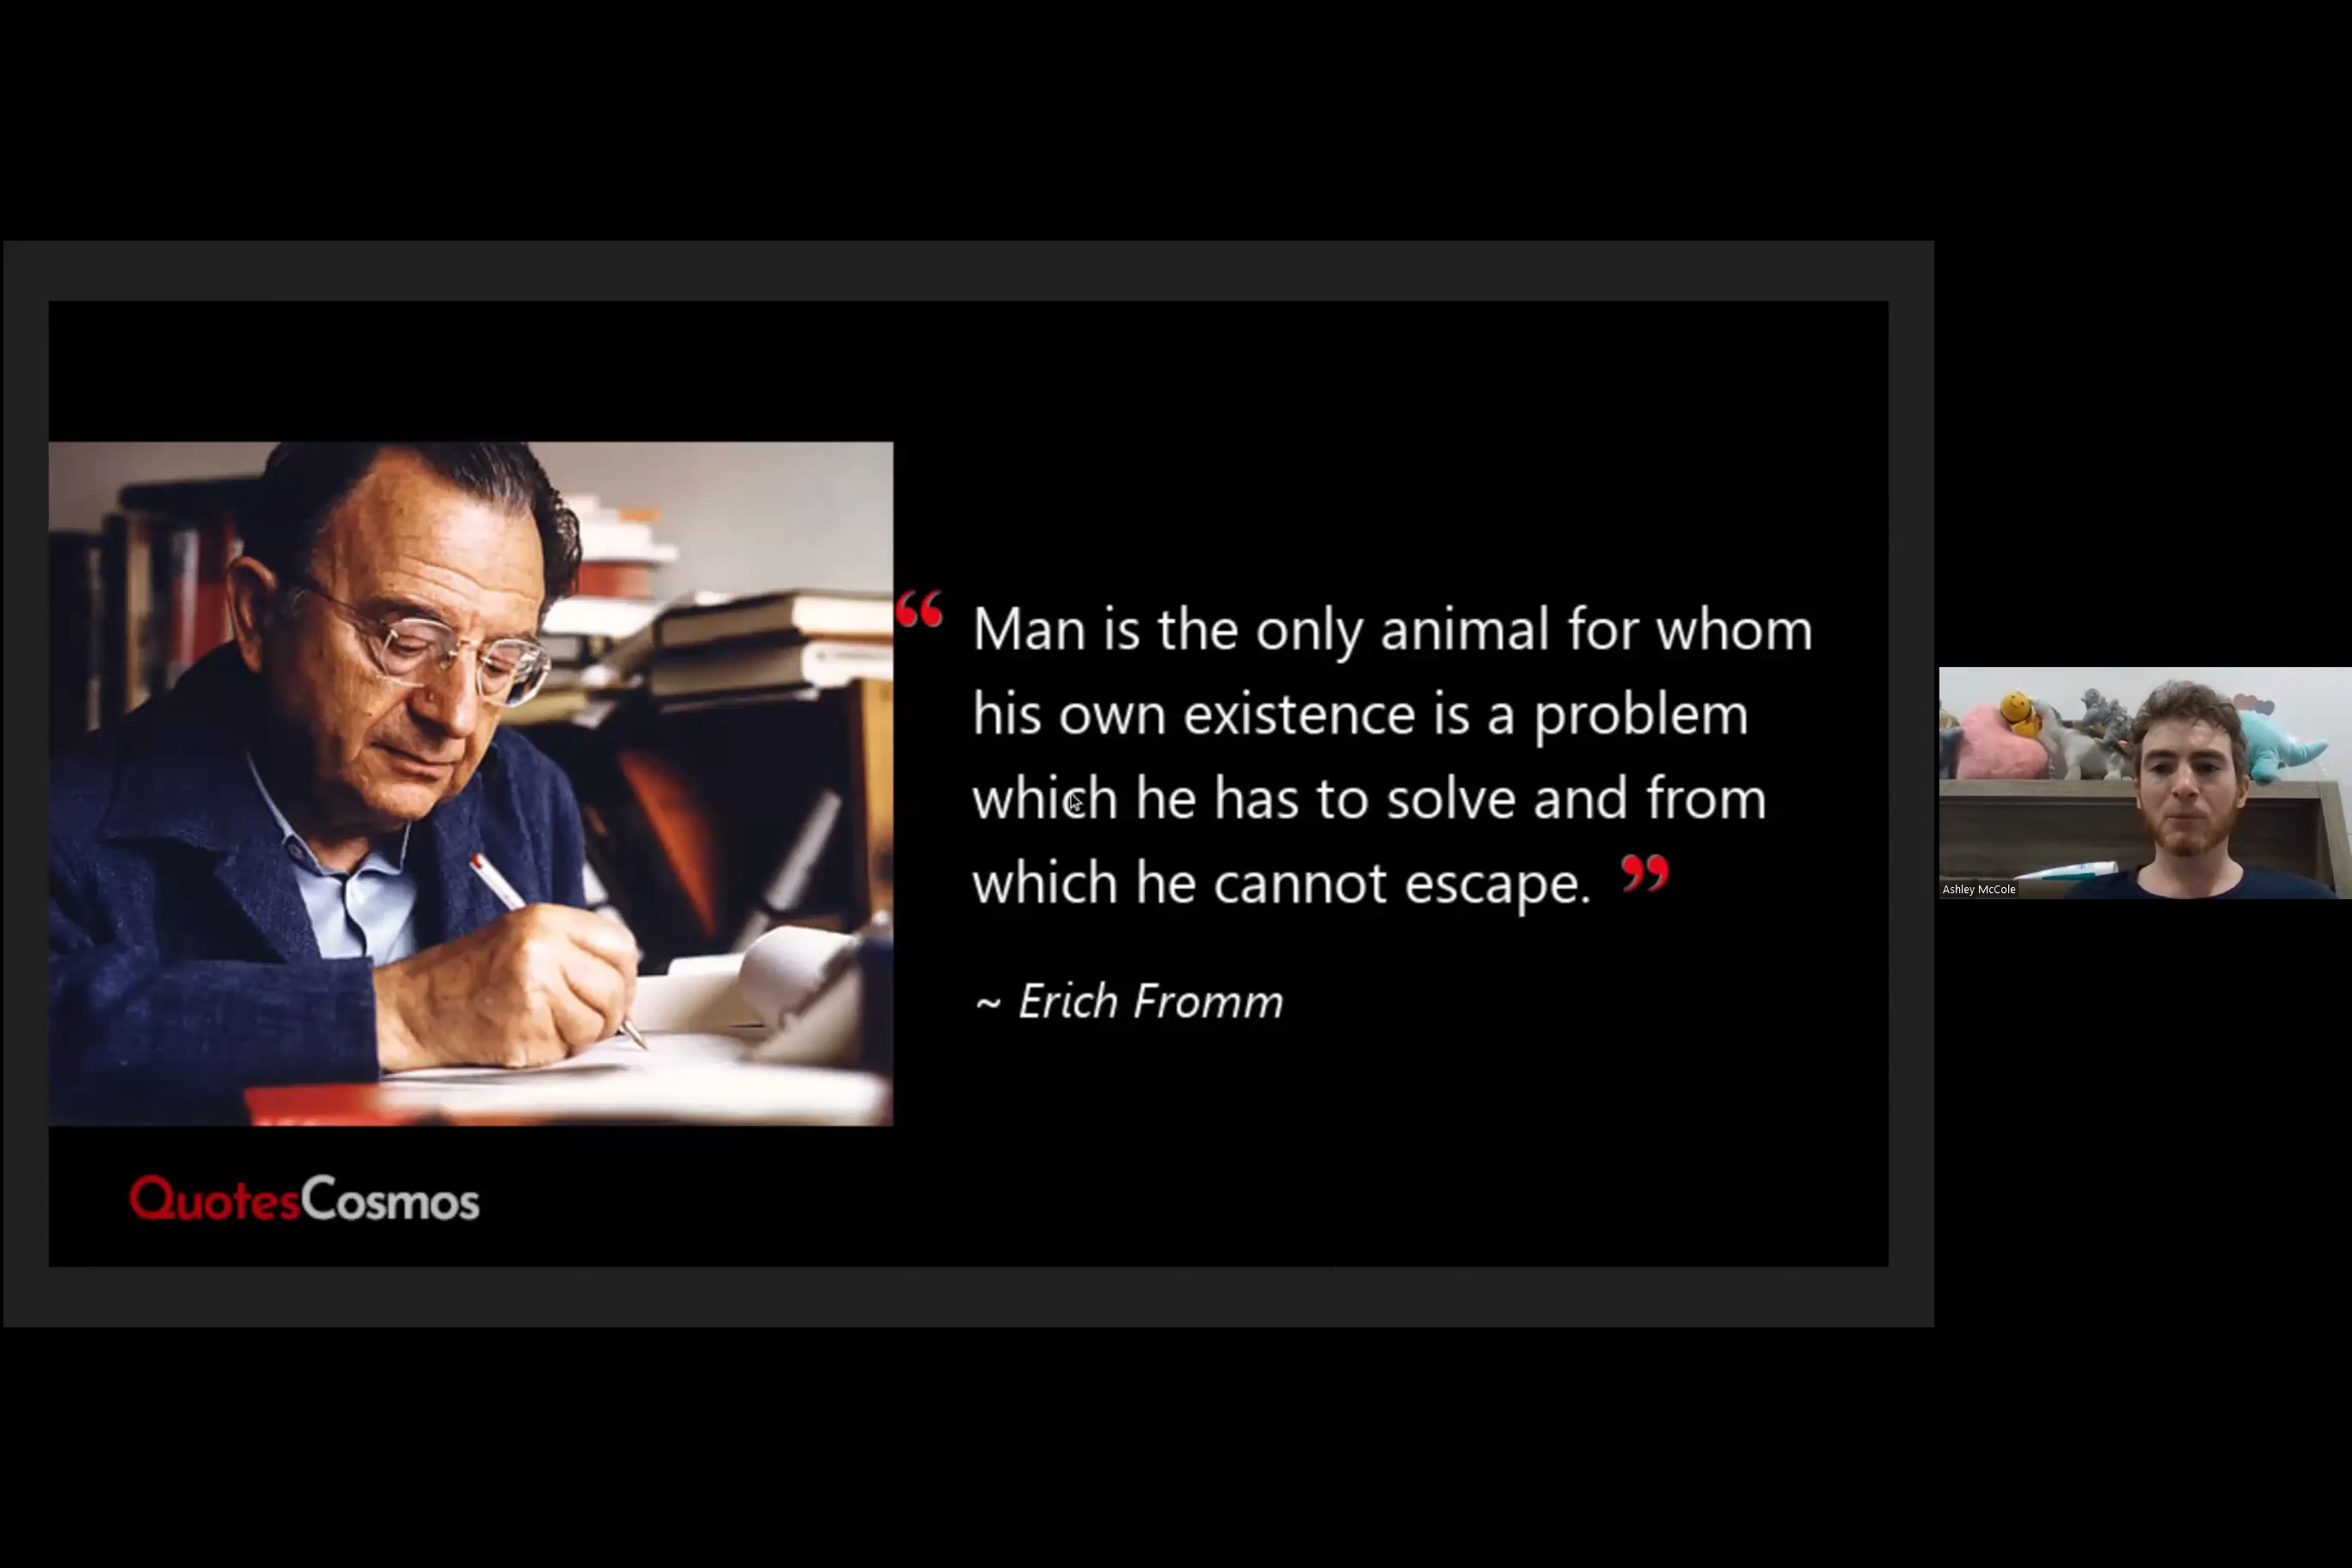 “ Man is the only animal for whom
his own existence is a problem
which he has to solve and from
which he cannot escape. ”
~ Erich Fromm
QuotesCosmos
Ashley McCole